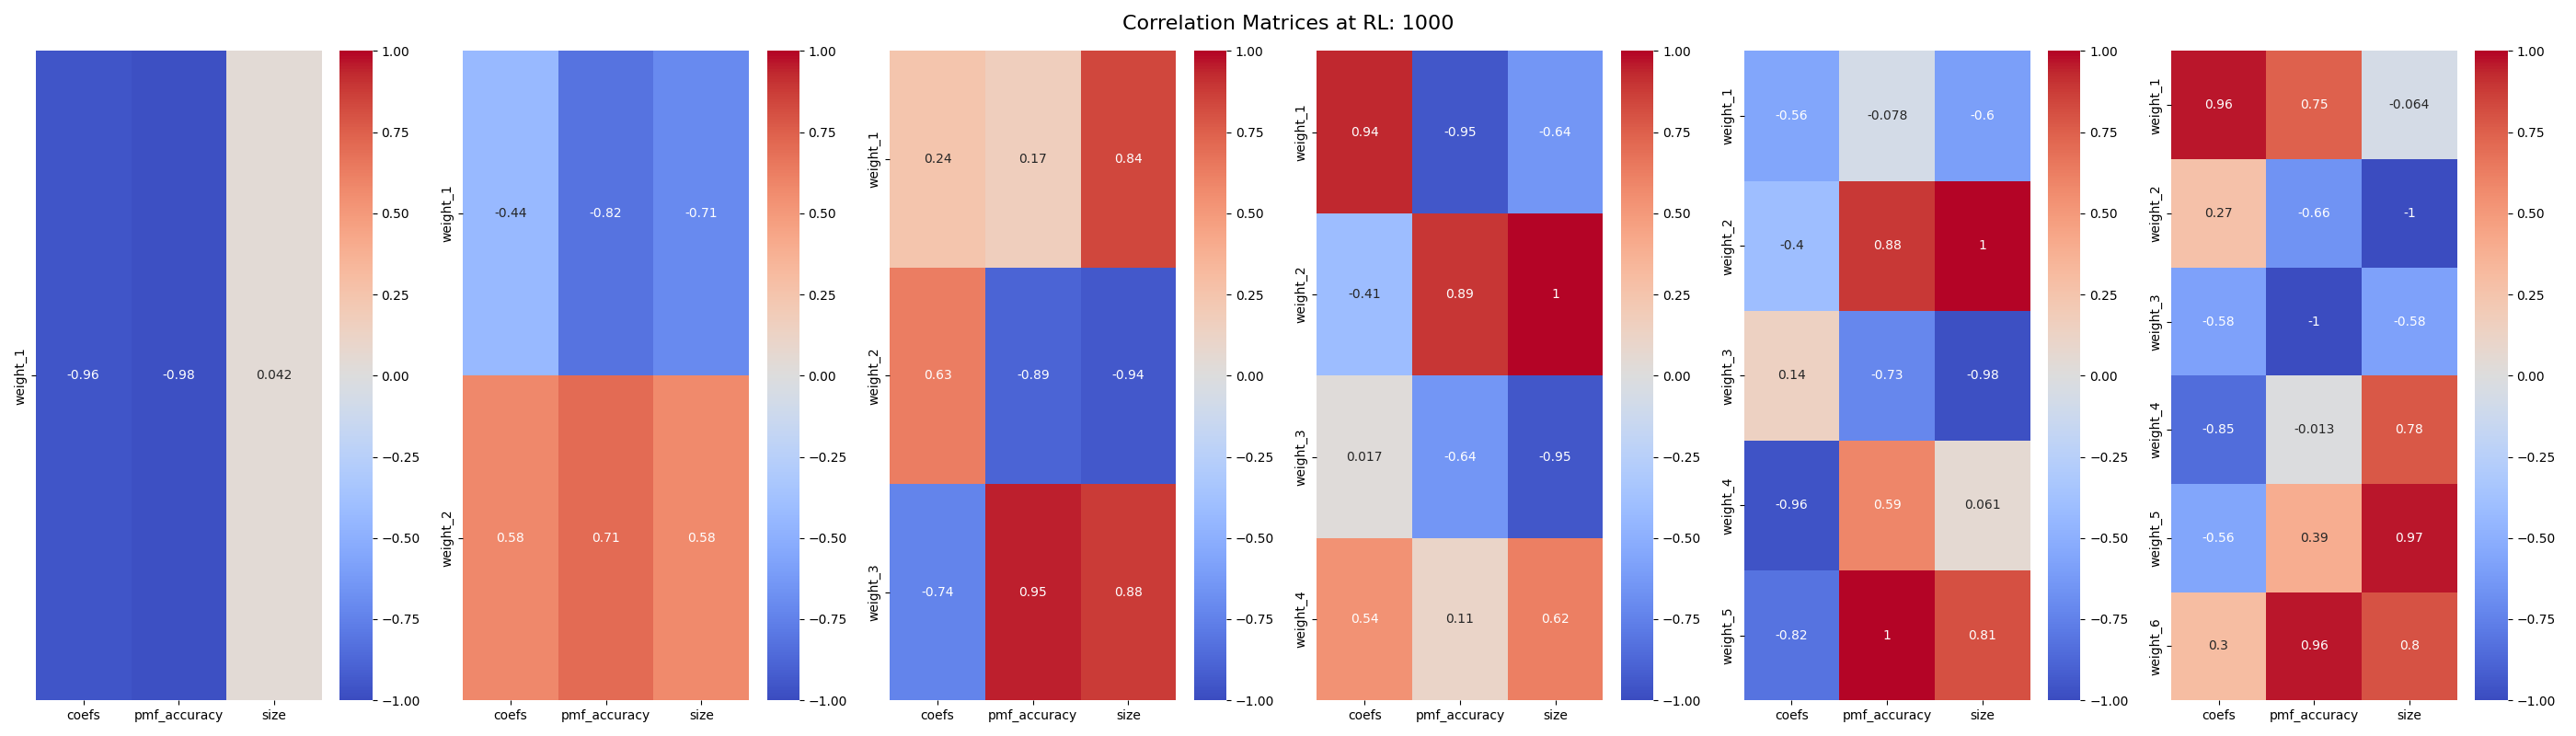 Correlation Matrices at RL: 1000
weight_1
-0.96 -0.98 0.042
coefs pmf_accuracy size
1.00
0.75
0.50
0.25
0.00
−0.25
−0.50
−0.75
−1.00
weight_1
-0.44 -0.82 -0.71
weight_2
0.58 0.71 0.58
coefs pmf_accuracy size
1.00
0.75
0.50
0.25
0.00
−0.25
−0.50
−0.75
−1.00
weight_1
0.24 0.17 0.84
weight_2
0.63 -0.89 -0.94
weight_3
-0.74 0.95 0.88
coefs pmf_accuracy size
1.00
0.75
0.50
0.25
0.00
−0.25
−0.50
−0.75
−1.00
weight_1
0.94 -0.95 -0.64
weight_2
-0.41 0.89 1
weight_3
0.017 -0.64 -0.95
weight_4
0.54 0.11 0.62
coefs pmf_accuracy size
1.00
0.75
0.50
0.25
0.00
−0.25
−0.50
−0.75
−1.00
weight_1
-0.56 -0.078 -0.6
weight_2
-0.4 0.88 1
weight_3
0.14 -0.73 -0.98
weight_4
-0.96 0.59 0.061
weight_5
-0.82 1 0.81
coefs pmf_accuracy size
1.00
0.75
0.50
0.25
0.00
−0.25
−0.50
−0.75
−1.00
weight_1
0.96 0.75 -0.064
weight_2
0.27 -0.66 -1
weight_3
-0.58 -1 -0.58
weight_4
-0.85 -0.013 0.78
weight_5
-0.56 0.39 0.97
weight_6
0.3 0.96 0.8
coefs pmf_accuracy size
1.00
0.75
0.50
0.25
0.00
−0.25
−0.50
−0.75
−1.00